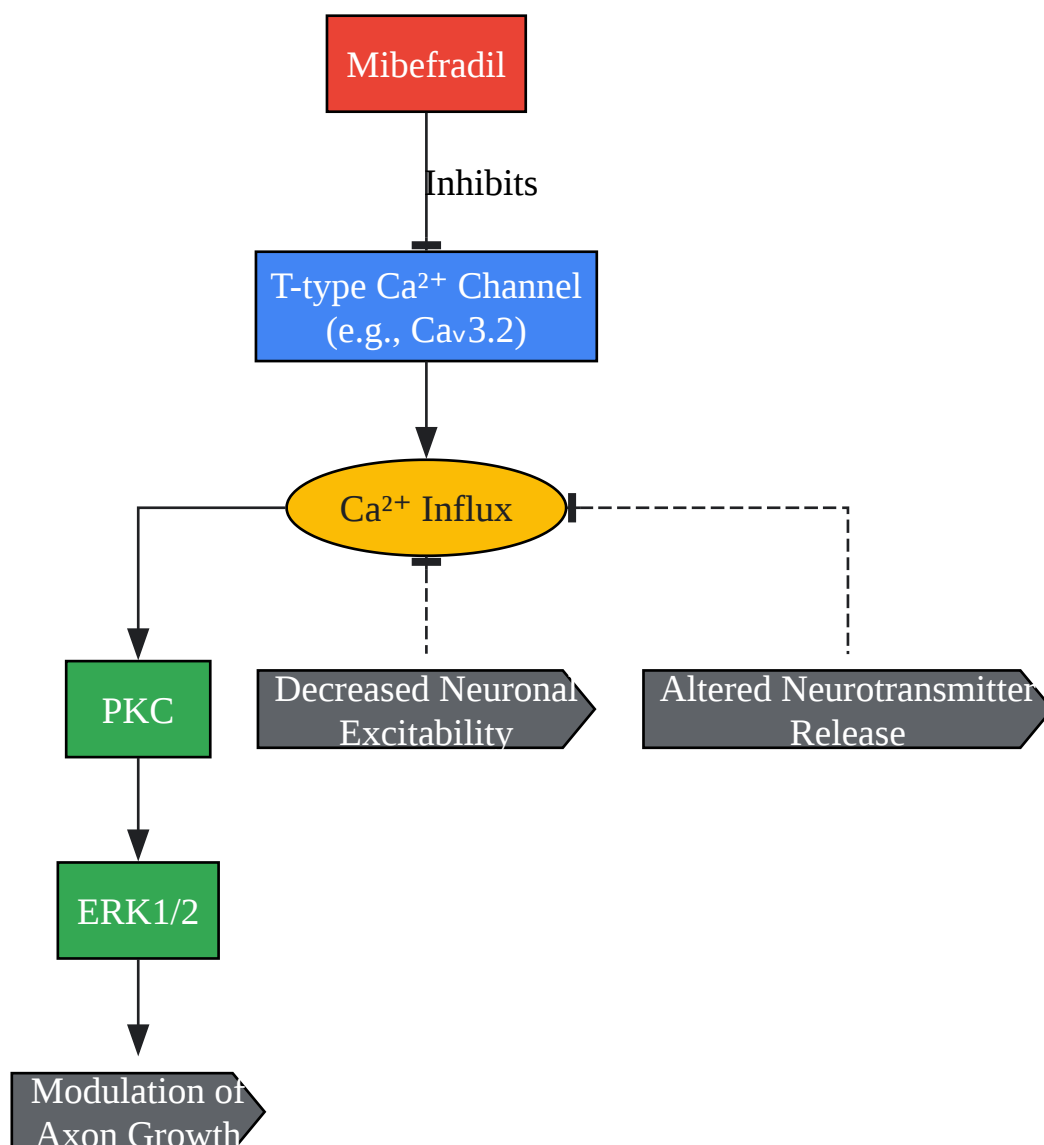 Mibefradil
Inhibits
T-type Ca²⁺ Channel
(e.g., Caᵥ3.2)
Ca²⁺ Influx
PKC
Decreased Neuronal
Excitability
Altered Neurotransmitter
Release
ERK1/2
Modulation of
Axon Growth